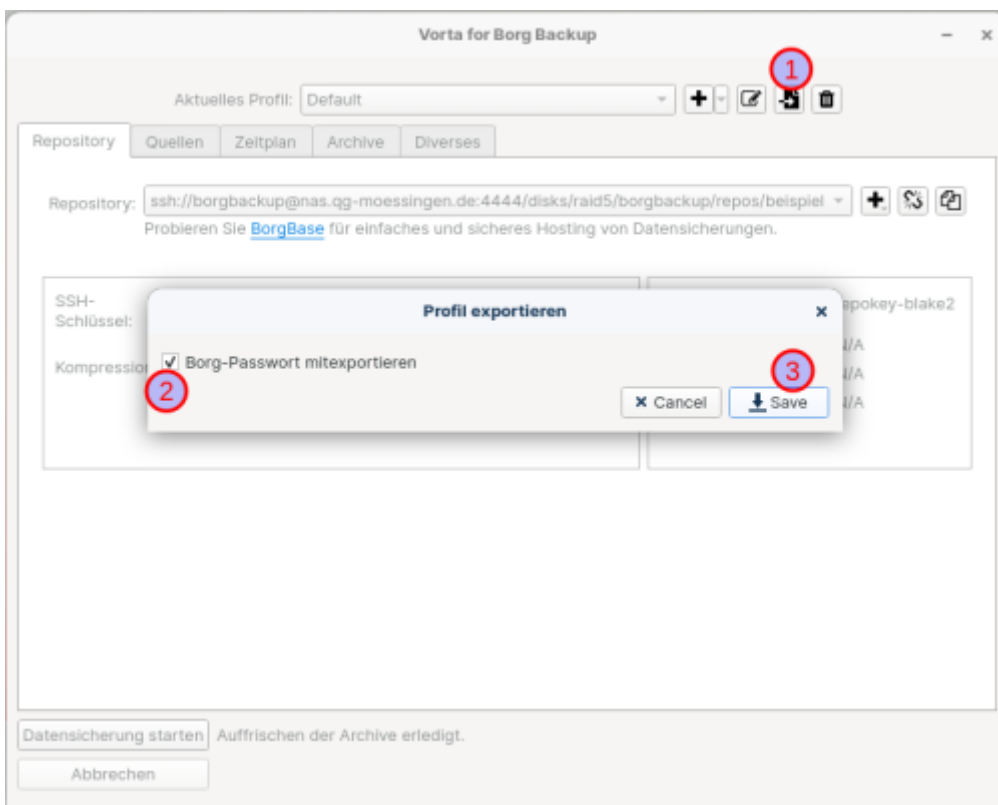 Vorta for Borg Backup
1
Aktuelles Profil: Default
Repository Quellen Zeitplan Archive Diverses
Repository: ssh://borgbackup@nas.qg-moessingen.de:4444/disks/raid5/borgbackup/repos/beispiel
Probieren Sie BorgBase für einfaches und sicheres Hosting von Datensicherungen.
SSH-
Schlüssel:
epokey-blake2
Profil exportieren
N/A
Kompression
Borg-Passwort mitexportieren
N/A
2
3
Cancel
Save
N/A
Datensicherung starten Auffrischen der Archive erledigt.
Abbrechen